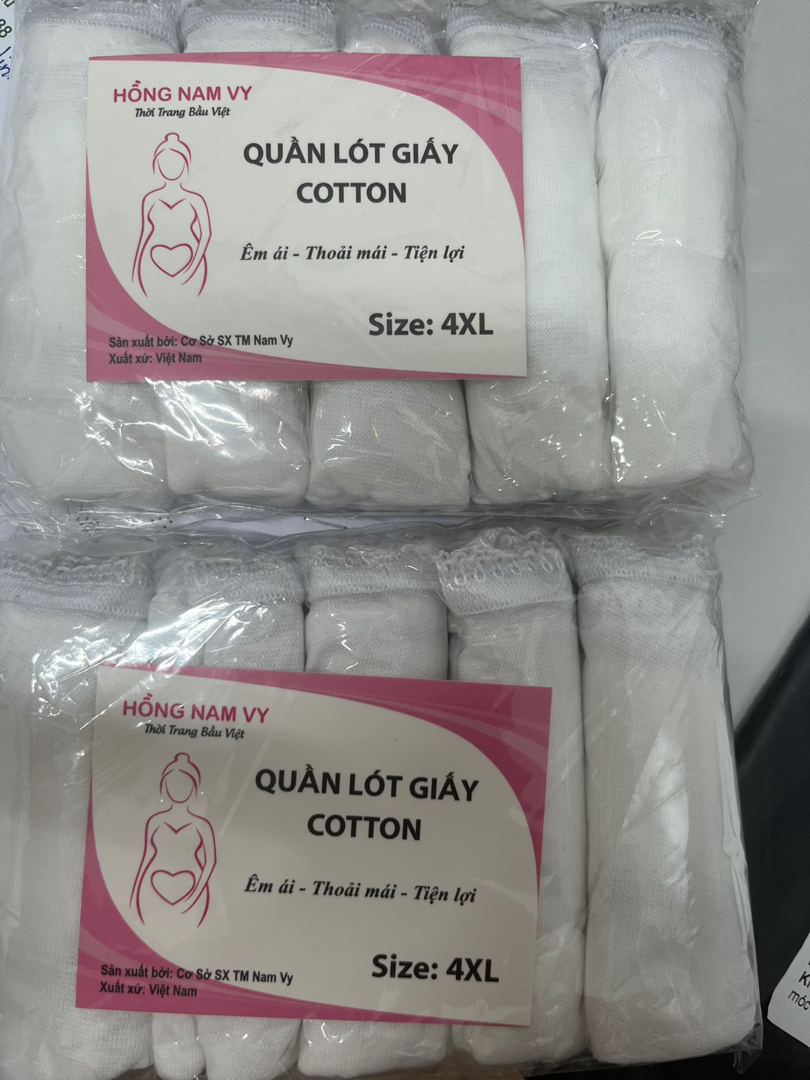 88
HỒNG NAM VY
Thời Trang Bầu Việt
QUẦN LÓT GIẤY
COTTON
Êm ái - Thoải mái - Tiện lợi
Size: 4XL
Sản xuất bởi: Cơ Sở SX TM Nam Vy
Xuất xứ: Việt Nam
HỒNG NAM VY
Thời Trang Bầu Việt
QUẦN LÓT GIẤY
COTTON
Êm ái - Thoải mái - Tiện lợi
Size: 4XL
Sản xuất bởi: Cơ Sở SX TM Nam Vy
Xuất xứ: Việt Nam
móc